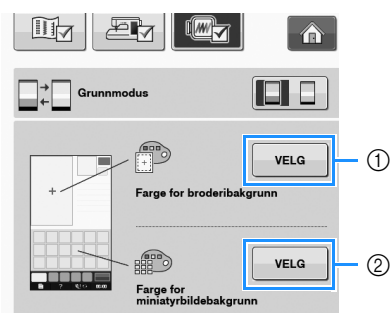 Grunnmodus
VELG
①
Farge for broderibakgrunn
VELG
②
Farge for
miniatyrbildebakgrunn